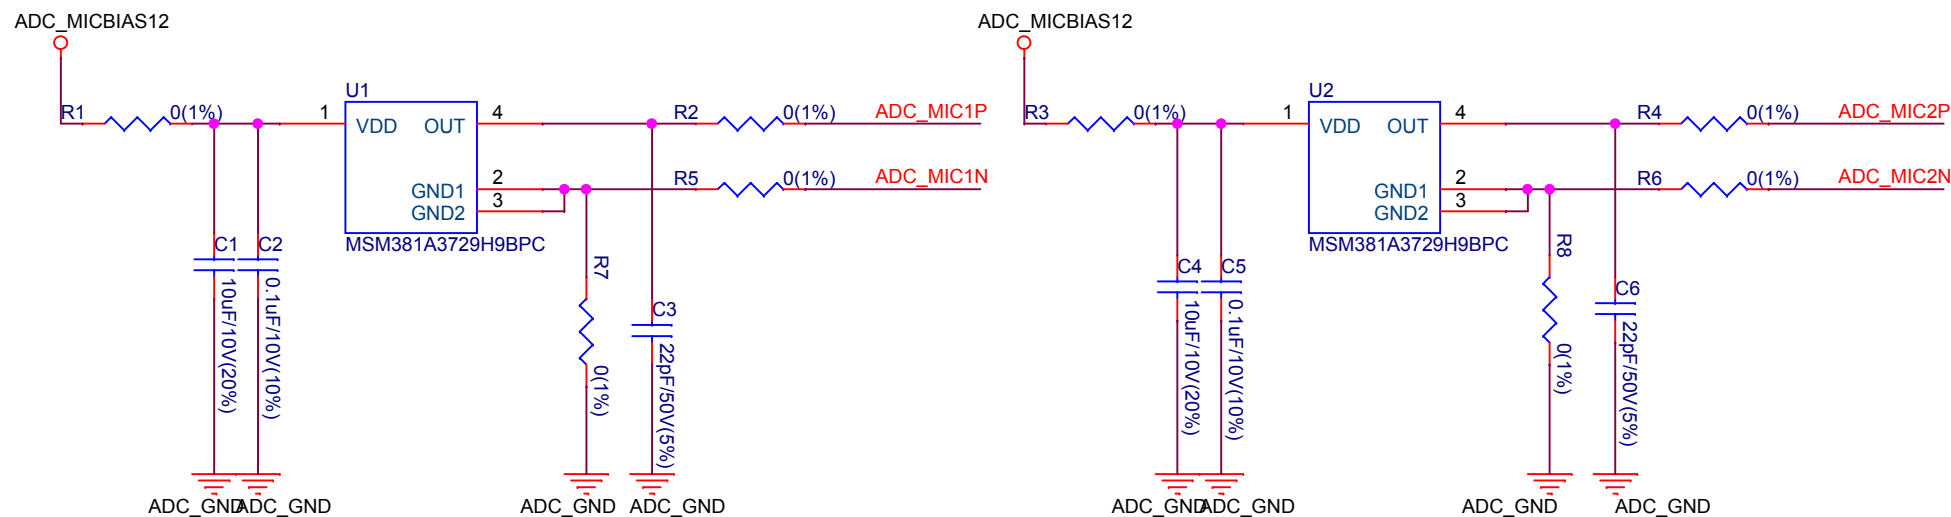 ADC_MICBIAS12
R1
0(1%)
1
U1
VDD
OUT
GND1
GND2
MSM381A3729H9BPC
4
2
3
R2
0(1%)
ADC_MIC1P
R5
0(1%)
ADC_MIC1N
C1
10uF/10V(20%)
C2
0.1uF/10V(10%)
R7
0(1%)
C3
22pF/50V(5%)
ADC_GND
ADC_GND
ADC_GND
ADC_GND
ADC_MICBIAS12
R3
0(1%)
1
U2
VDD
OUT
GND1
GND2
MSM381A3729H9BPC
4
2
3
R4
0(1%)
ADC_MIC2P
R6
0(1%)
ADC_MIC2N
C4
10uF/10V(20%)
C5
0.1uF/10V(10%)
R8
0(1%)
C6
22pF/50V(5%)
ADC_GND
ADC_GND
ADC_GND
ADC_GND